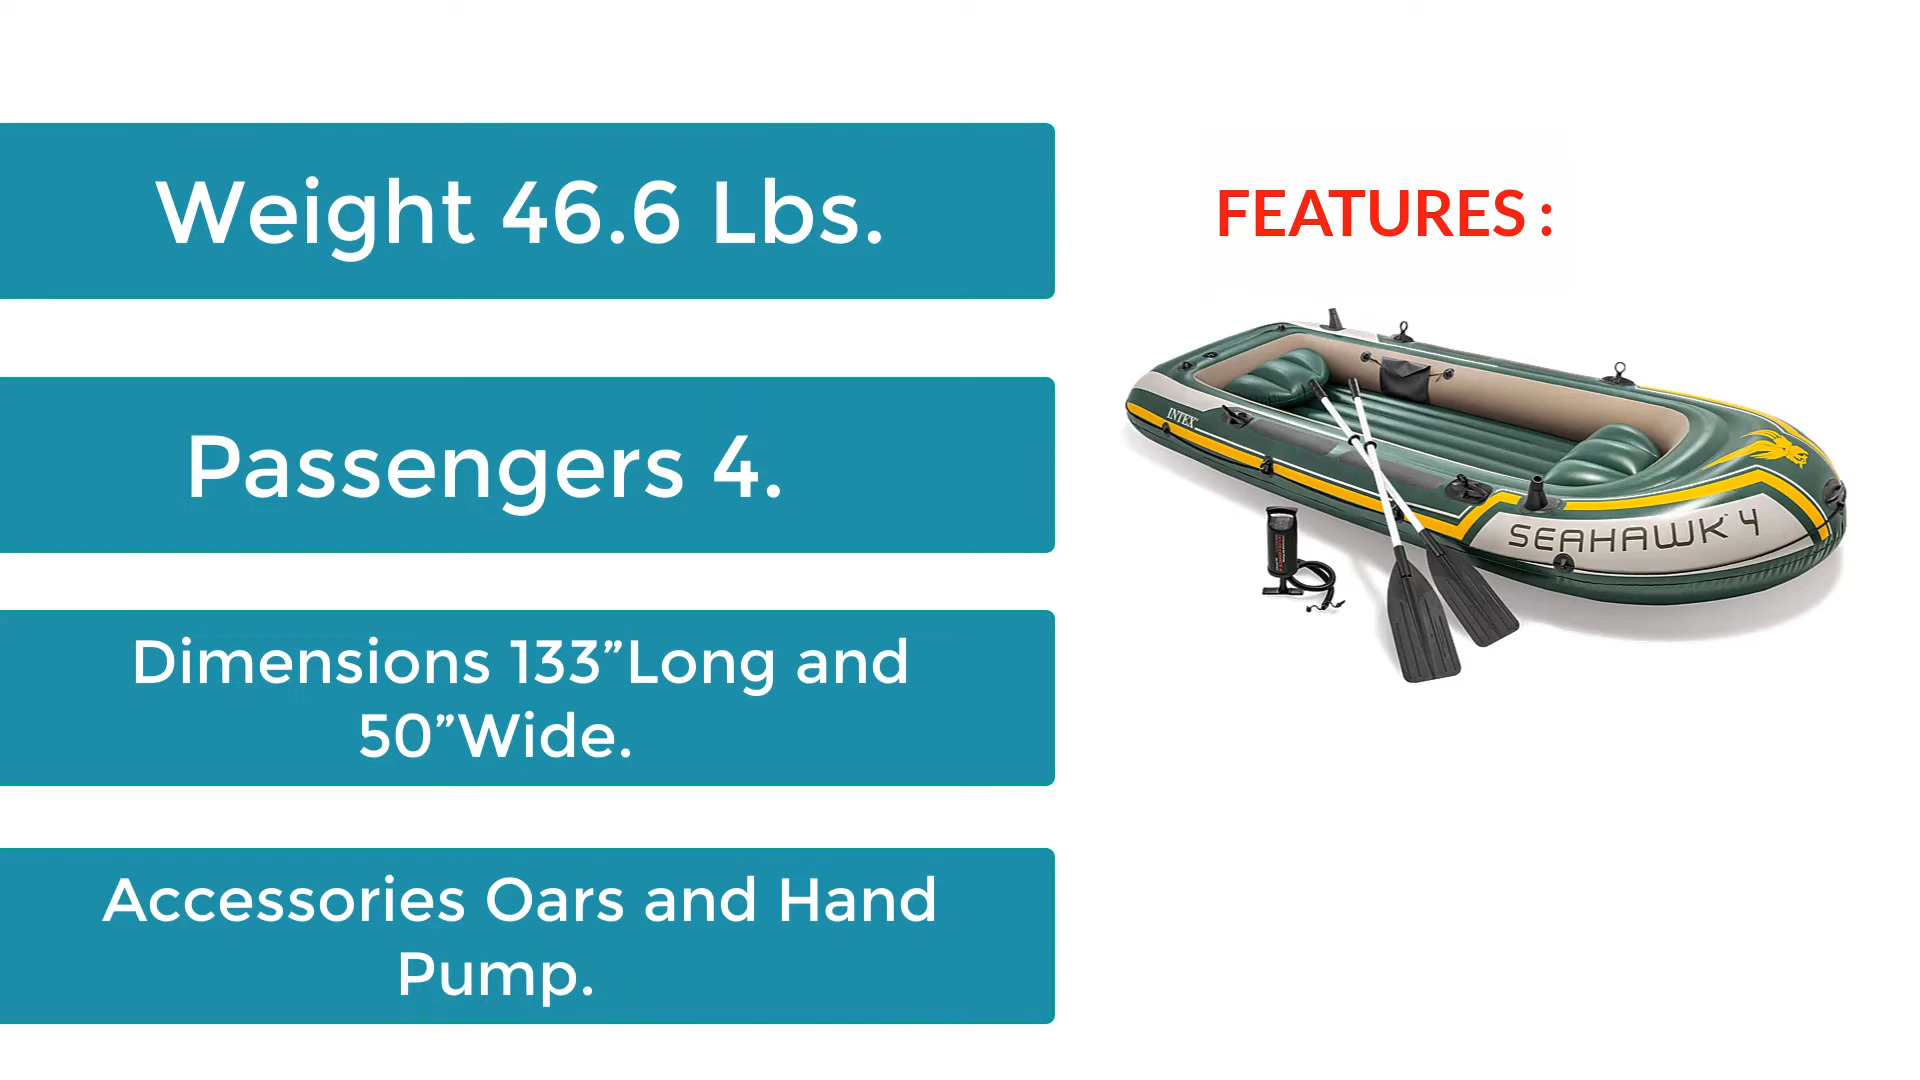 Weight 46.6 Lbs.
FEATURES :
Passengers 4.
Dimensions 133”Long and
50”Wide.
Accessories Oars and Hand
Pump.
INTEX
SEAHAWK™ 4